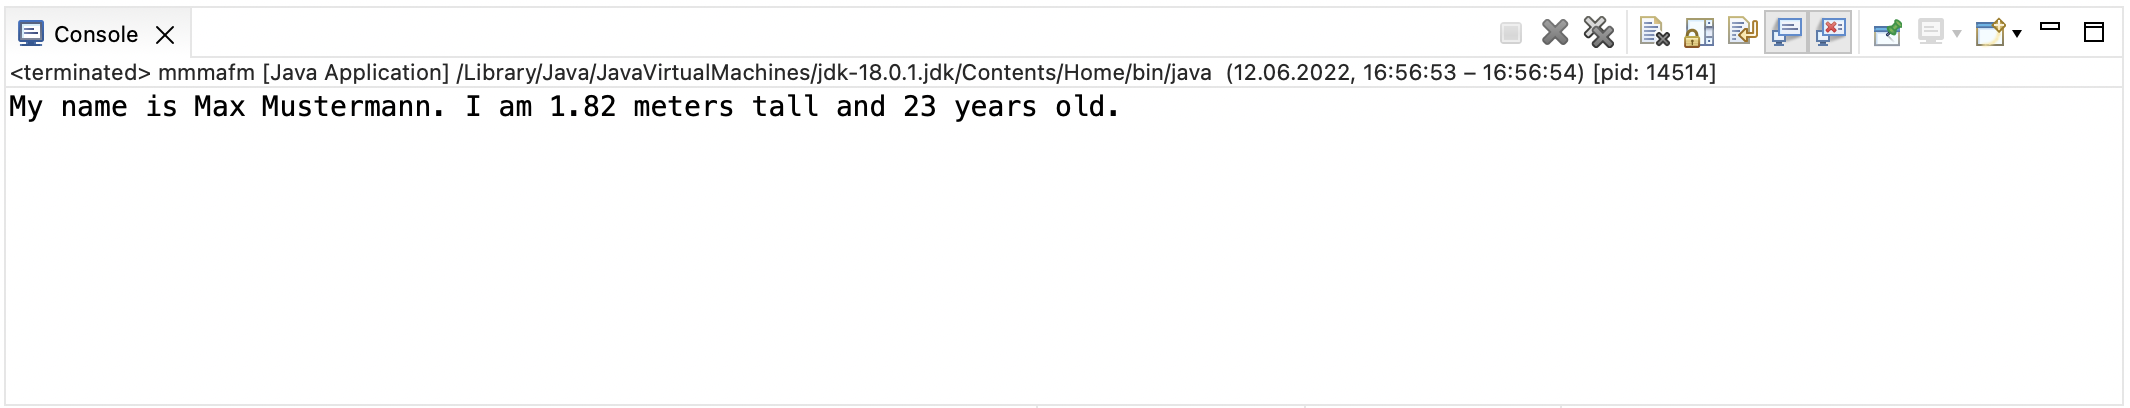 Console
<terminated> mmmafm [Java Application] /Library/Java/JavaVirtualMachines/jdk-18.0.1.jdk/Contents/Home/bin/java (12.06.2022, 16:56:53 – 16:56:54) [pid: 14514]
My name is Max Mustermann. I am 1.82 meters tall and 23 years old.